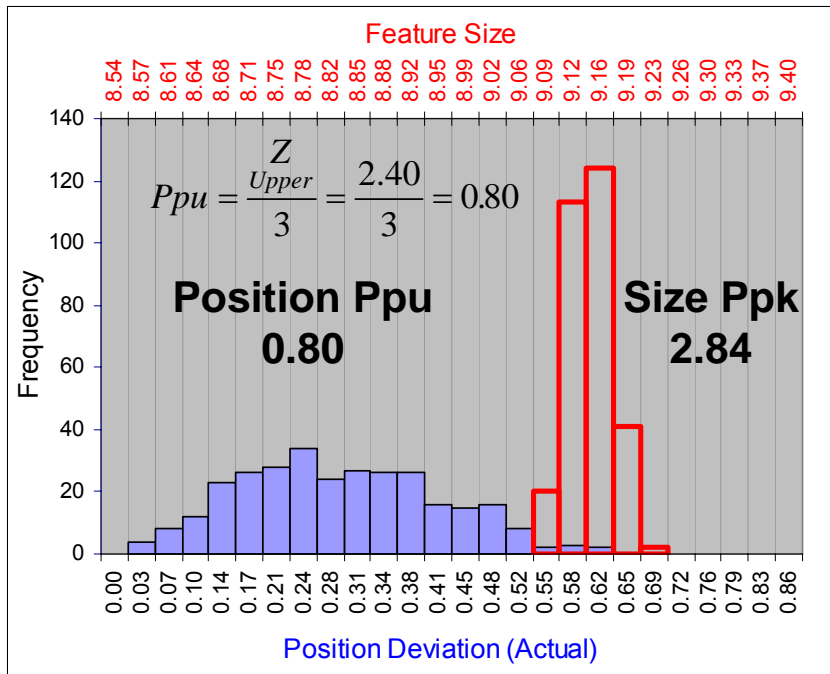 Feature Size
8.54 8.57 8.61 8.64 8.68 8.71 8.75 8.78 8.82 8.85 8.88 8.92 8.95 8.99 9.02 9.06 9.09 9.12 9.16 9.19 9.23 9.26 9.30 9.33 9.37 9.40
140
120
100
80
60
40
20
0
Frequency
Ppu = Z Upper / 3 = 2.40 / 3 = 0.80
Position Ppu
0.80
Size Ppk
2.84
0.00 0.03 0.07 0.10 0.14 0.17 0.21 0.24 0.28 0.31 0.34 0.38 0.41 0.45 0.48 0.52 0.55 0.58 0.62 0.65 0.69 0.72 0.76 0.79 0.83 0.86
Position Deviation (Actual)